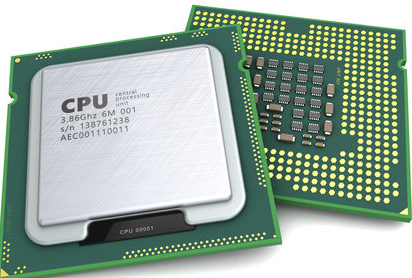 CPU central
processing
unit
3.86Ghz 6M 001
s/n 138761238
AEC001110011
CPU 00001